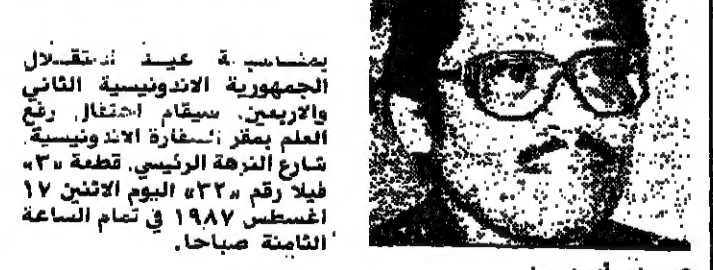 بمناسبة عيد استقلال
الجمهورية الاندونيسية الثاني
والاربعين، سيقام احتفال رفع
العلم بمقر السفارة الاندونيسية،
شارع النزهة الرئيسي، قطعة «٣»
فيلا رقم «٣٢» اليوم الاثنين ١٧
اغسطس ١٩٨٧ في تمام الساعة
الثامنة صباحا.